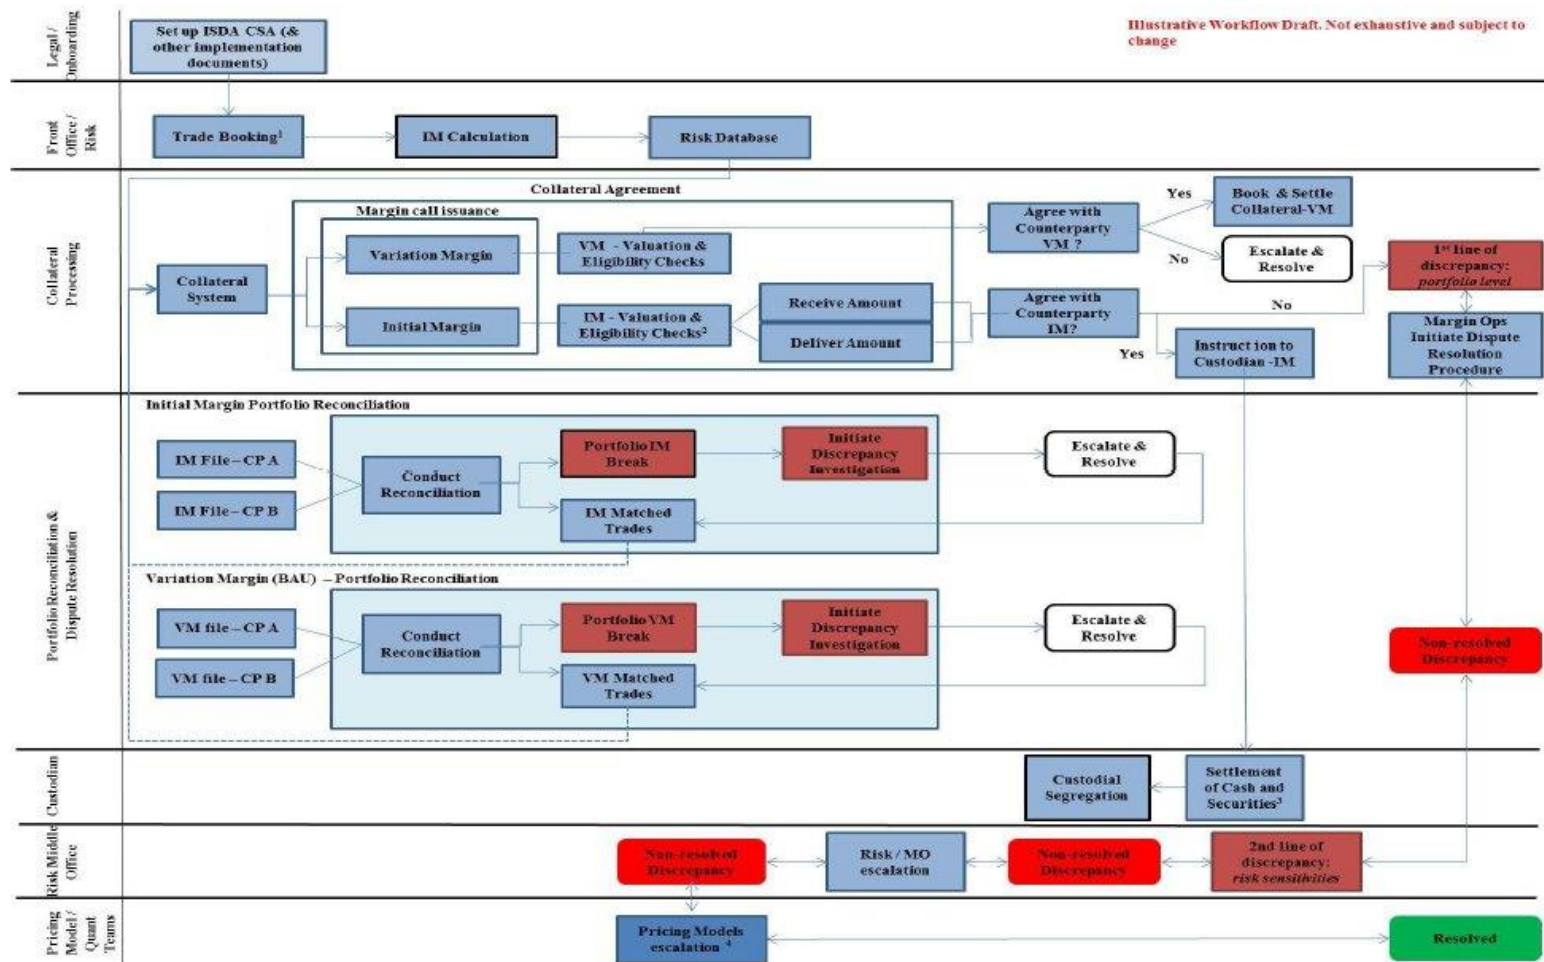 Legal /
Onboarding
Set up ISDA CSA (&
other implementation
documents)
Illustrative Workflow Draft. Not exhaustive and subject to
change
Front
Office /
Risk
Trade Booking¹
IM Calculation
Risk Database
Collateral
Processing
Collateral Agreement
Margin call issuance
Collateral
System
Variation Margin
Initial Margin
VM - Valuation &
Eligibility Checks
IM - Valuation &
Eligibility Checks²
Receive Amount
Deliver Amount
Agree with
Counterparty
VM ?
Agree with
Counterparty
IM?
Yes
No
Book & Settle
Collateral-VM
Escalate &
Resolve
No
Yes
Instruct ion to
Custodian -IM
1st line of
discrepancy:
portfolio level
Margin Ops
Initiate Dispute
Resolution
Procedure
Portfolio Reconciliation &
Dispute Resolution
Initial Margin Portfolio Reconciliation
IM File – CP A
IM File – CP B
Conduct
Reconciliation
Portfolio IM
Break
IM Matched
Trades
Initiate
Discrepancy
Investigation
Escalate &
Resolve
Variation Margin (BAU) – Portfolio Reconciliation
VM file – CP A
VM file – CP B
Conduct
Reconciliation
Portfolio VM
Break
VM Matched
Trades
Initiate
Discrepancy
Investigation
Escalate &
Resolve
Non-resolved
Discrepancy
Custodian
Custodial
Segregation
Settlement
of Cash and
Securities³
Risk Middle
Office
Non-resolved
Discrepancy
Risk / MO
escalation
Non-resolved
Discrepancy
2nd line of
discrepancy:
risk sensitivities
Pricing
Model /
Quant
Teams
Pricing Models
escalation ⁴
Resolved